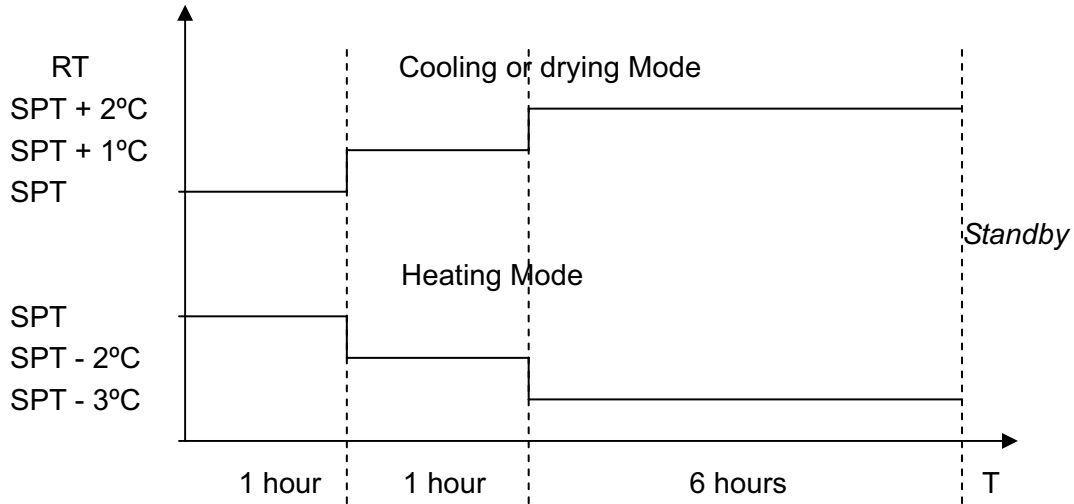 RT
Cooling or drying Mode
SPT + 2ºC
SPT + 1ºC
SPT
Standby
Heating Mode
SPT
SPT - 2ºC
SPT - 3ºC
1 hour
1 hour
6 hours
T